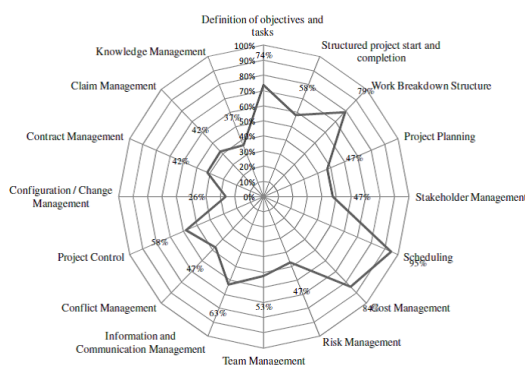 Definition of objectives and
tasks
Knowledge Management
Structured project start and
completion
100%
90%
80%
70%
60%
50%
40%
30%
20%
10%
0%
74%
58%
79%
47%
47%
95%
84%
47%
53%
63%
47%
58%
26%
42%
42%
37%
Claim Management
Work Breakdown Structure
Contract Management
Project Planning
Configuration / Change
Management
Stakeholder Management
Project Control
Scheduling
Conflict Management
Cost Management
Information and
Communication Management
Risk Management
Team Management